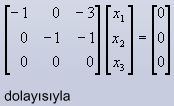 [-1 0 -3] [x₁] [0]
[0 -1 -1] [x₂] = [0]
[0 0 0] [x₃] [0]
dolayısıyla